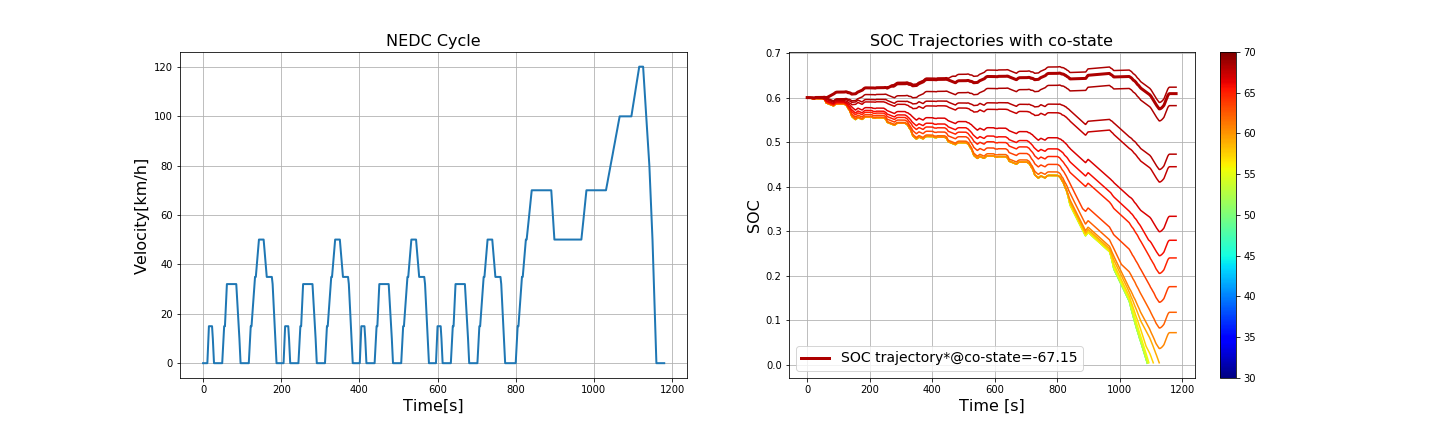 NEDC Cycle
Velocity[km/h]
120
100
80
60
40
20
0
0 200 400 600 800 1000 1200
Time[s]
SOC Trajectories with co-state
SOC
0.7
0.6
0.5
0.4
0.3
0.2
0.1
0.0
SOC trajectory*@co-state=-67.15
0 200 400 600 800 1000 1200
Time [s]
70
65
60
55
50
45
40
35
30